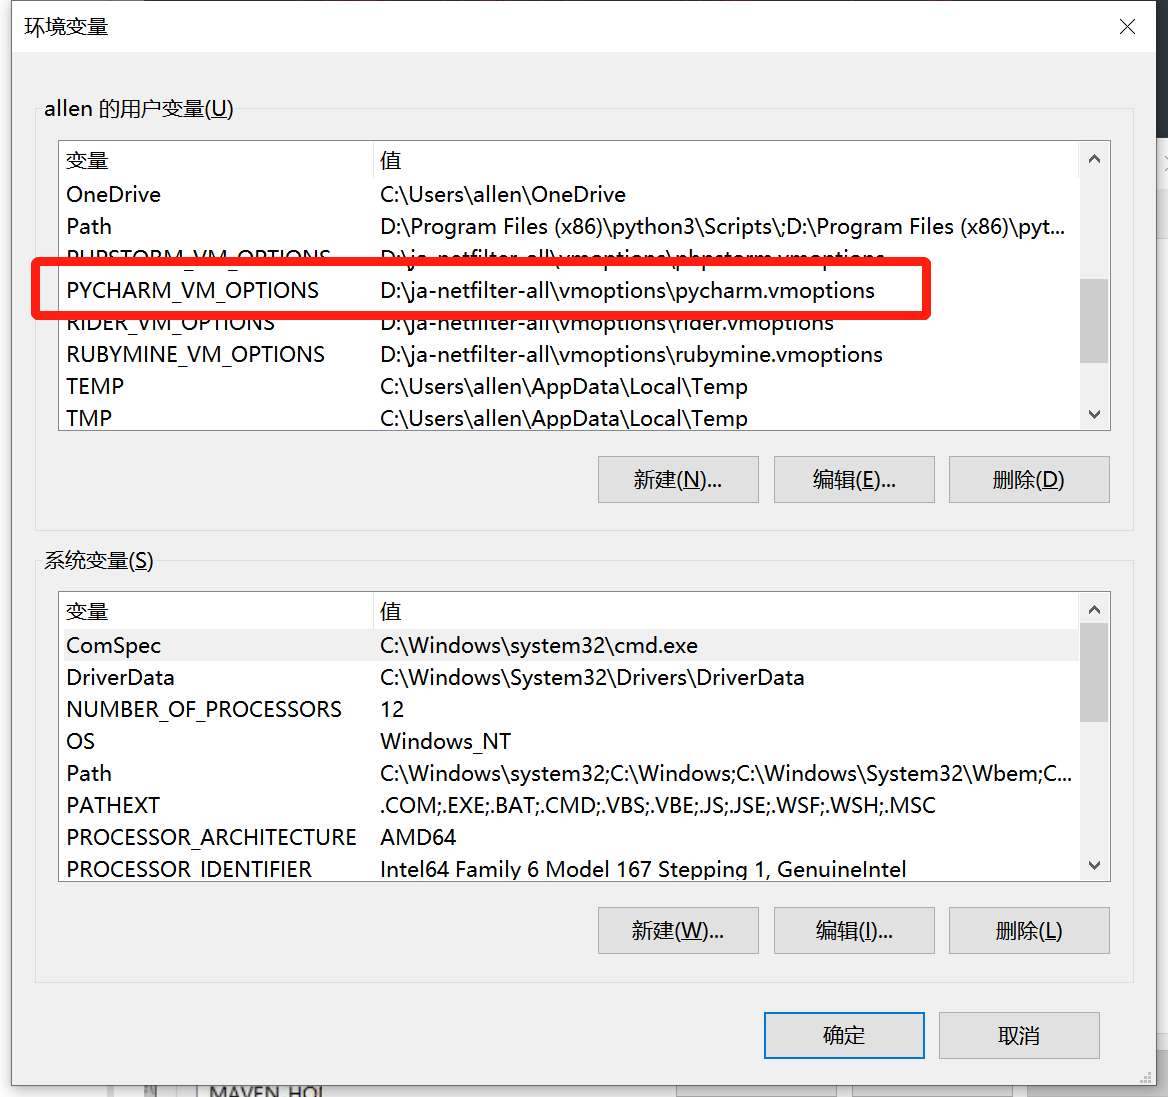 环境变量
allen 的用户变量(U)
变量 值
OneDrive C:\Users\allen\OneDrive
Path D:\Program Files (x86)\python3\Scripts\;D:\Program Files (x86)\pyt...
PHPSTORM_VM_OPTIONS D:\ja-netfilter-all\vmoptions\phpstorm.vmoptions
PYCHARM_VM_OPTIONS D:\ja-netfilter-all\vmoptions\pycharm.vmoptions
RIDER_VM_OPTIONS D:\ja-netfilter-all\vmoptions\rider.vmoptions
RUBYMINE_VM_OPTIONS D:\ja-netfilter-all\vmoptions\rubymine.vmoptions
TEMP C:\Users\allen\AppData\Local\Temp
TMP C:\Users\allen\AppData\Local\Temp
新建(N)... 编辑(E)... 删除(D)
系统变量(S)
变量 值
ComSpec C:\Windows\system32\cmd.exe
DriverData C:\Windows\System32\Drivers\DriverData
NUMBER_OF_PROCESSORS 12
OS Windows_NT
Path C:\Windows\system32;C:\Windows;C:\Windows\System32\Wbem;C...
PATHEXT .COM;.EXE;.BAT;.CMD;.VBS;.VBE;.JS;.JSE;.WSF;.WSH;.MSC
PROCESSOR_ARCHITECTURE AMD64
PROCESSOR_IDENTIFIER Intel64 Family 6 Model 167 Stepping 1, GenuineIntel
新建(W)... 编辑(I)... 删除(L)
确定 取消